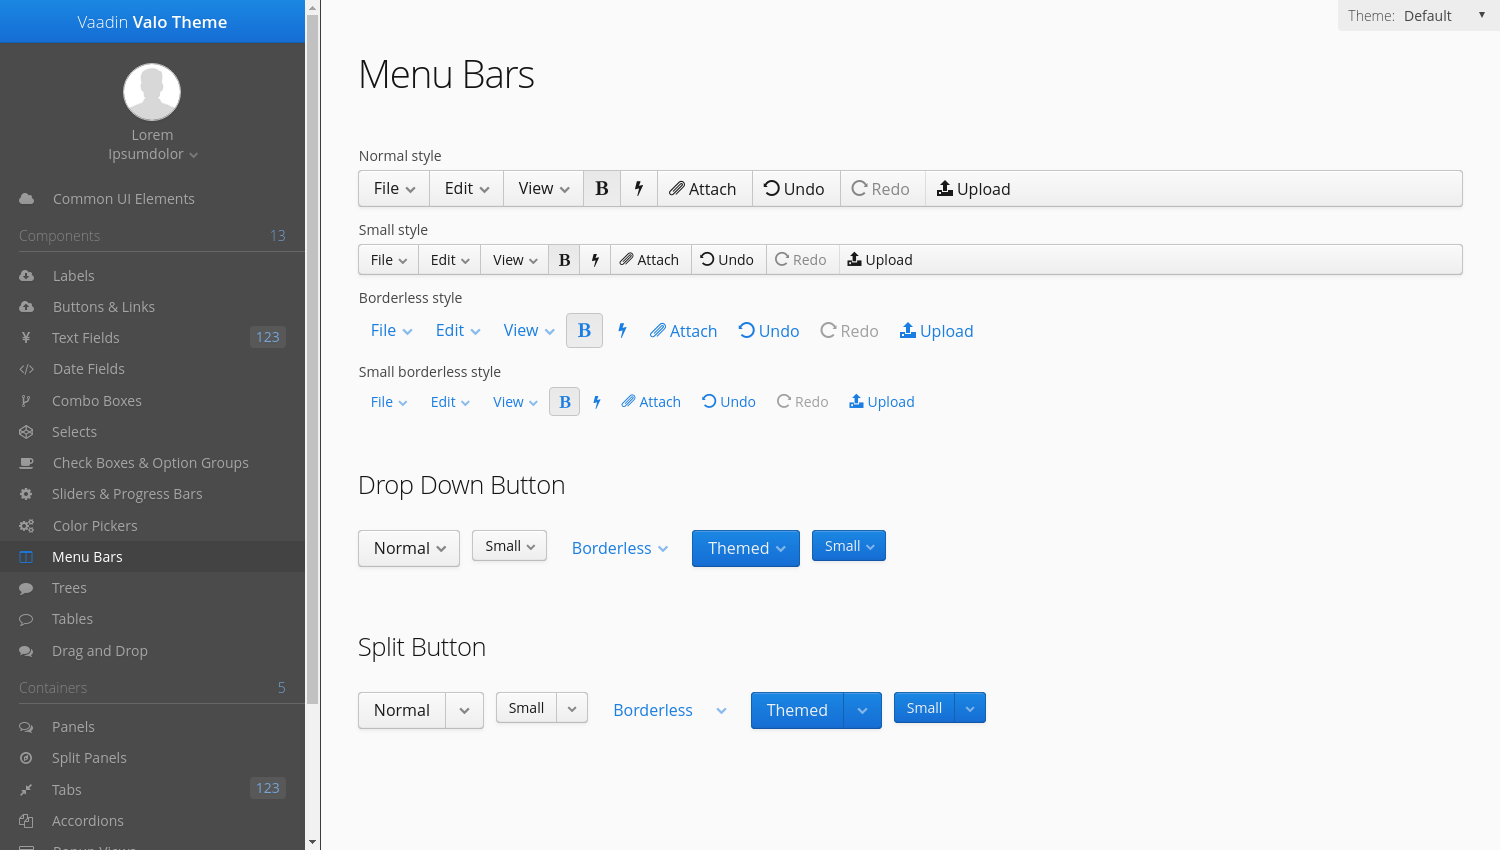 Vaadin Valo Theme
Lorem
Ipsumdolor
Common UI Elements
Components 13
Labels
Buttons & Links
Text Fields 123
Date Fields
Combo Boxes
Selects
Check Boxes & Option Groups
Sliders & Progress Bars
Color Pickers
Menu Bars
Trees
Tables
Drag and Drop
Containers 5
Panels
Split Panels
Tabs 123
Accordions
Popup Views
Theme: Default
Menu Bars
Normal style
File Edit View B Attach Undo Redo Upload
Small style
File Edit View B Attach Undo Redo Upload
Borderless style
File Edit View B Attach Undo Redo Upload
Small borderless style
File Edit View B Attach Undo Redo Upload
Drop Down Button
Normal Small Borderless Themed Small
Split Button
Normal Small Borderless Themed Small